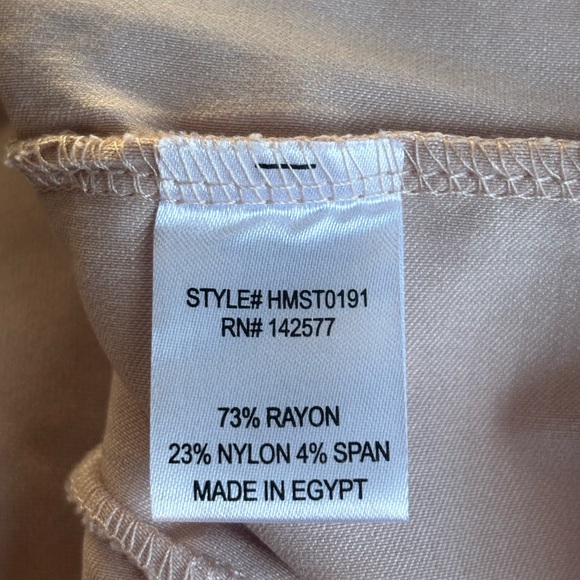 STYLE# HMST0191
RN# 142577
73% RAYON
23% NYLON 4% SPAN
MADE IN EGYPT